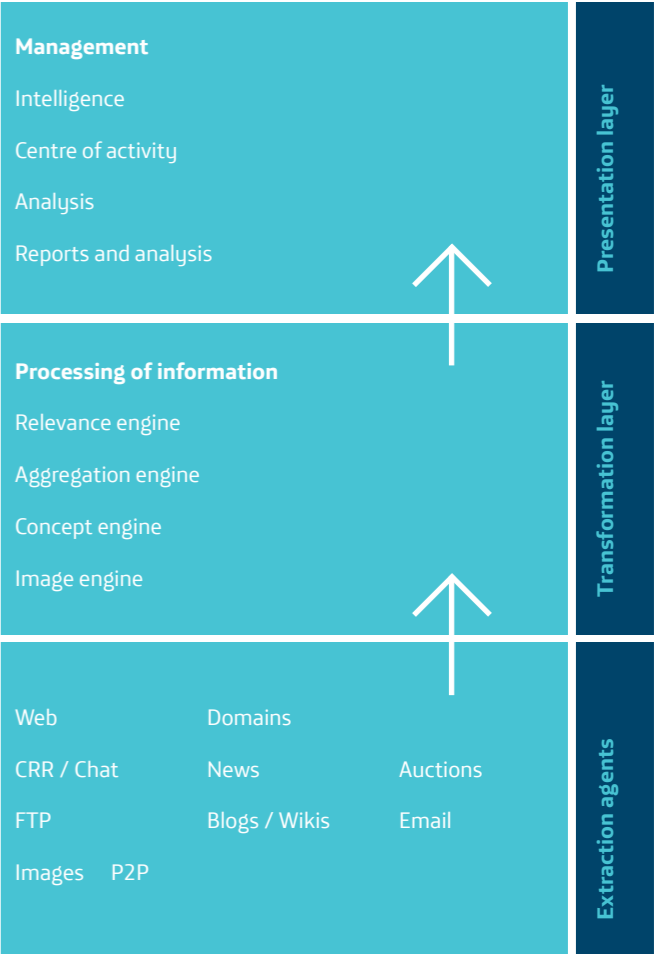 Management
Intelligence
Centre of activity
Analysis
Reports and analysis
Presentation layer
Processing of information
Relevance engine
Aggregation engine
Concept engine
Image engine
Transformation layer
Web Domains
CRR / Chat News Auctions
FTP Blogs / Wikis Email
Images P2P
Extraction agents